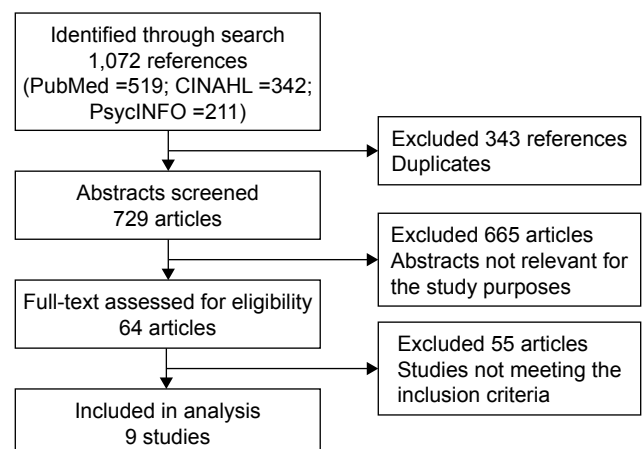 Identified through search
1,072 references
(PubMed =519; CINAHL =342;
PsycINFO =211)
Excluded 343 references
Duplicates
Abstracts screened
729 articles
Excluded 665 articles
Abstracts not relevant for
the study purposes
Full-text assessed for eligibility
64 articles
Excluded 55 articles
Studies not meeting the
inclusion criteria
Included in analysis
9 studies